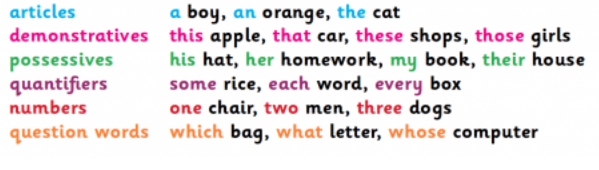 articles a boy, an orange, the cat
demonstratives this apple, that car, these shops, those girls
possessives his hat, her homework, my book, their house
quantifiers some rice, each word, every box
numbers one chair, two men, three dogs
question words which bag, what letter, whose computer